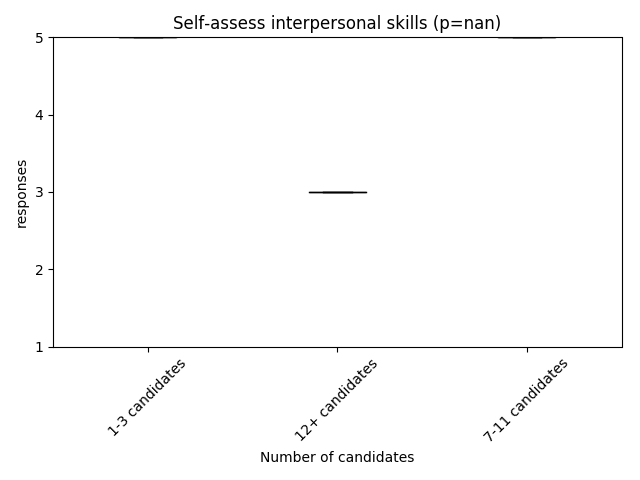 Self-assess interpersonal skills (p=nan)
5
4
3
2
1
responses
1-3 candidates
12+ candidates
7-11 candidates
Number of candidates